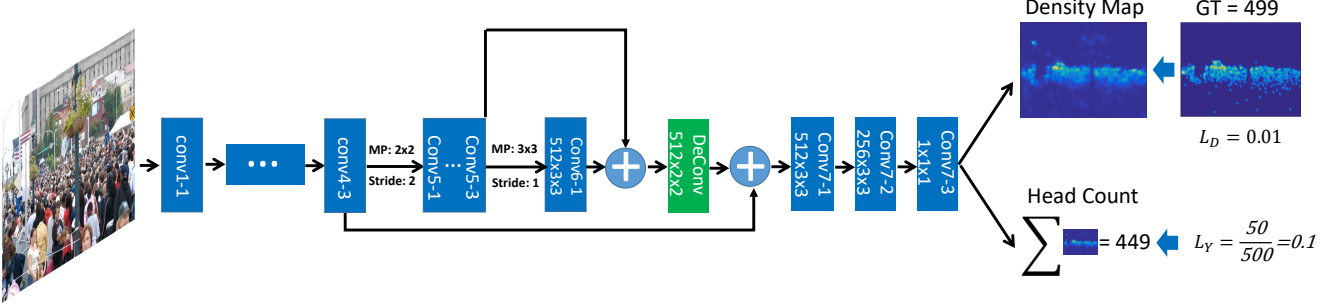 Density Map
GT = 499
L_D = 0.01
conv1-1
...
conv4-3
MP: 2x2
Stride: 2
Conv5-1
...
Conv5-3
MP: 3x3
Stride: 1
Conv6-1
512x3x3
+
DeConv
512x2x2
+
Conv7-1
512x3x3
Conv7-2
256x3x3
Conv7-3
1x1x1
Head Count
∑ = 449
L_Y = 50/500 =0.1